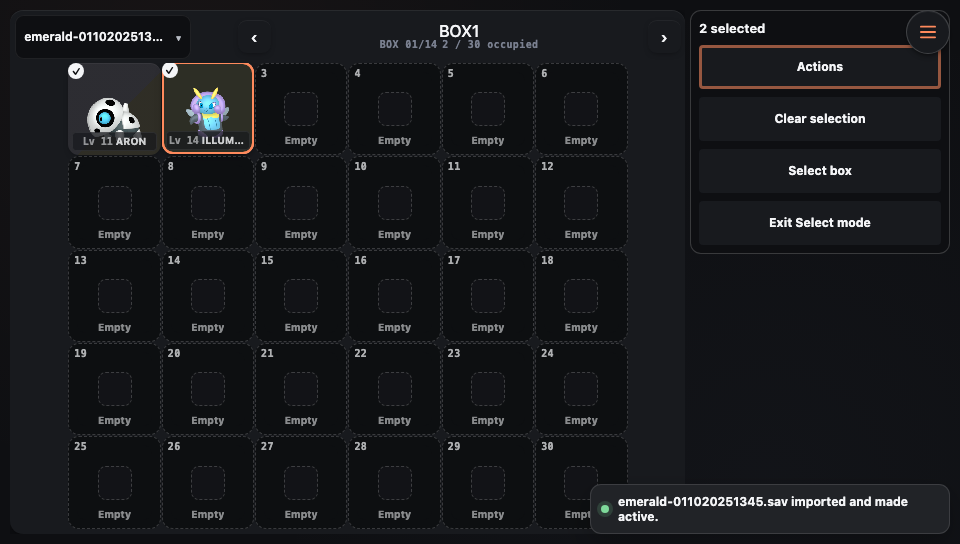 emerald-0110202513...
BOX1
BOX 01/14 2 / 30 occupied
2 selected
Actions
Clear selection
Select box
Exit Select mode
Lv 11 ARON
Lv 14 ILLUM...
3
Empty
4
Empty
5
Empty
6
Empty
7
Empty
8
Empty
9
Empty
10
Empty
11
Empty
12
Empty
13
Empty
14
Empty
15
Empty
16
Empty
17
Empty
18
Empty
19
Empty
20
Empty
21
Empty
22
Empty
23
Empty
24
Empty
25
Empty
26
Empty
27
Empty
28
Empty
29
Empty
30
emerald-011020251345.sav imported and made
active.